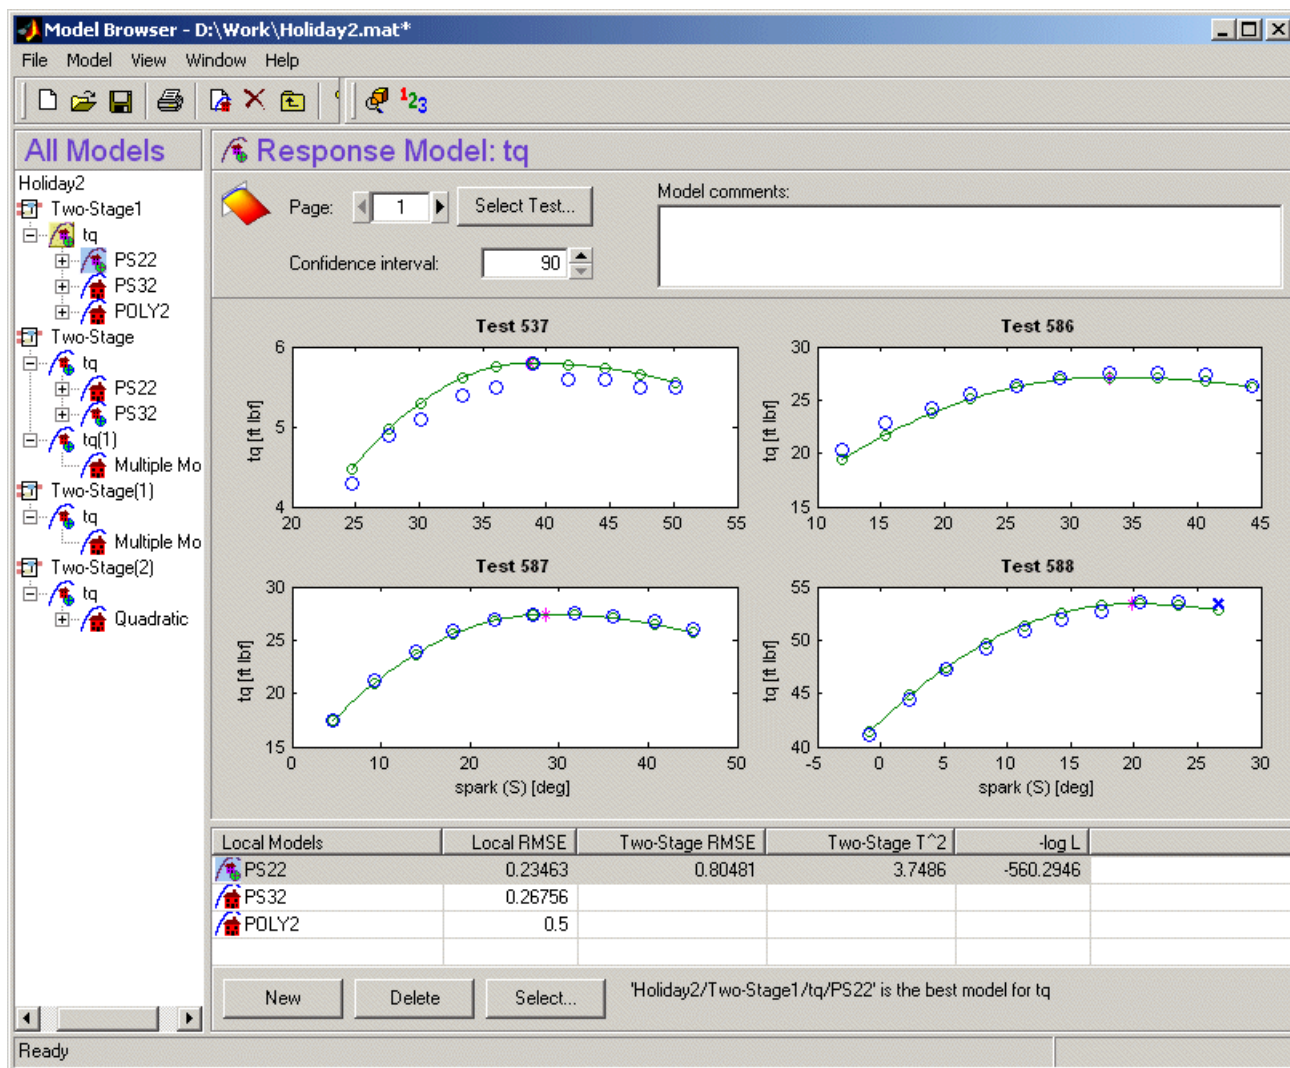 Model Browser - D:\Work\Holiday2.mat*
File Model View Window Help
123
All Models
Response Model: tq
Holiday2
Two-Stage1
tq
PS22
PS32
POLY2
Two-Stage
tq
PS22
PS32
tq(1)
Multiple Mo
Two-Stage(1)
tq
Multiple Mo
Two-Stage(2)
tq
Quadratic
Page: 1 Select Test...
Confidence interval: 90
Model comments:
Test 537
6
5
4
tq [ft lbf]
20 25 30 35 40 45 50 55
Test 586
30
25
20
15
tq [ft lbf]
10 15 20 25 30 35 40 45
Test 587
30
25
20
15
tq [ft lbf]
0 10 20 30 40 50
spark (S) [deg]
Test 588
55
50
45
40
tq [ft lbf]
-5 0 5 10 15 20 25 30
spark (S) [deg]
Local Models Local RMSE Two-Stage RMSE Two-Stage T^2 -log L
PS22 0.23463 0.80481 3.7486 -560.2946
PS32 0.26756
POLY2 0.5
New Delete Select... 'Holiday2/Two-Stage1/tq/PS22' is the best model for tq
Ready